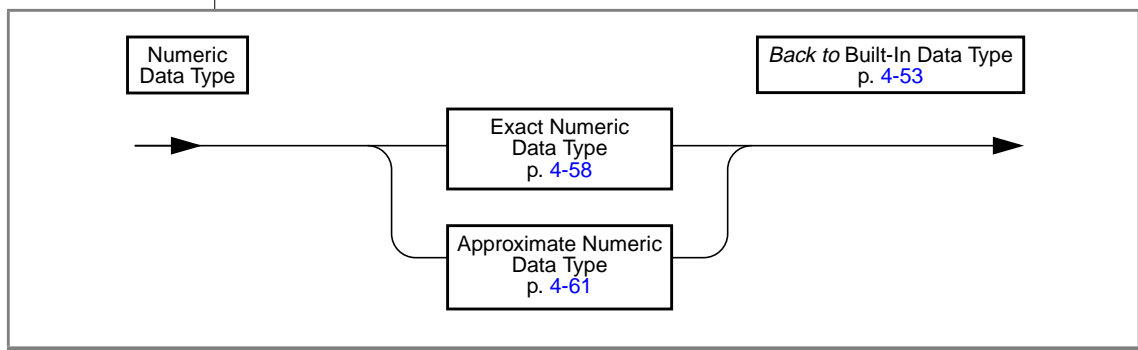 Numeric
Data Type
Back to Built-In Data Type
p. 4-53
Exact Numeric
Data Type
p. 4-58
Approximate Numeric
Data Type
p. 4-61